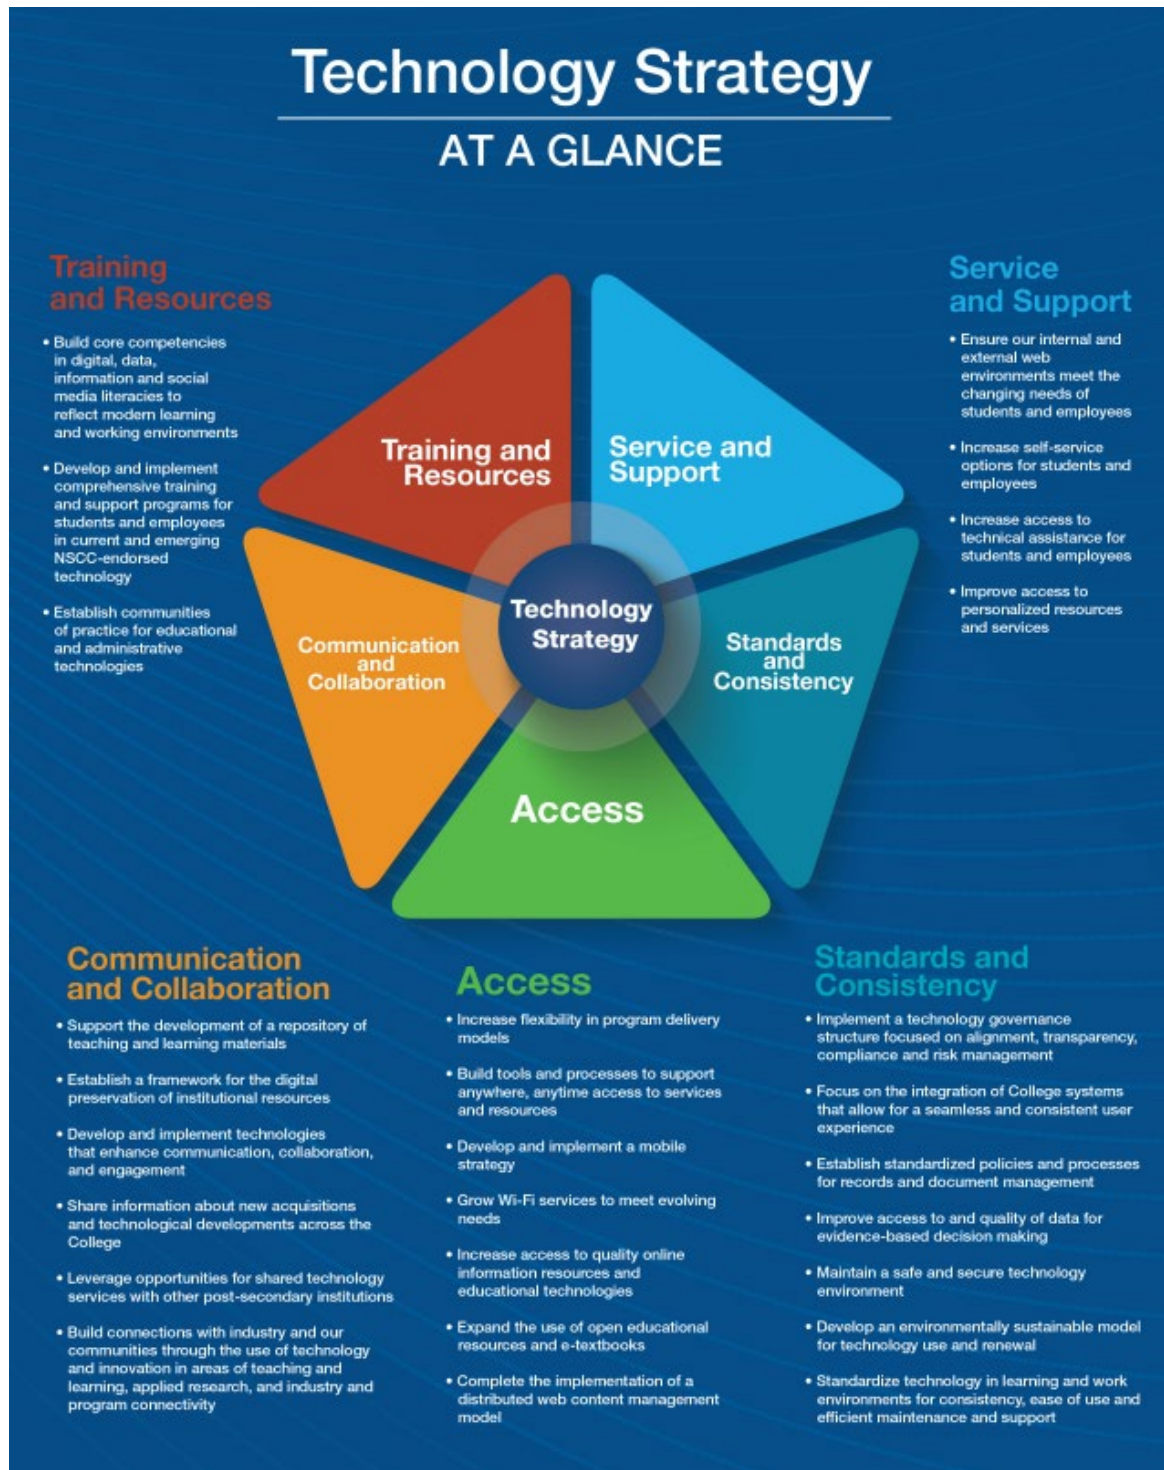 Technology Strategy
AT A GLANCE
Training
and Resources
• Build core competencies
in digital, data,
information and social
media literacies to
reflect modern learning
and working environments
• Develop and implement
comprehensive training
and support programs for
students and employees
in current and emerging
NSCC-endorsed
technology
• Establish communities
of practice for educational
and administrative
technologies
Service
and Support
• Ensure our internal and
external web
environments meet the
changing needs of
students and employees
• Increase self-service
options for students and
employees
• Increase access to
technical assistance for
students and employees
• Improve access to
personalized resources
and services
Training and
Resources
Service and
Support
Technology
Strategy
Communication
and
Collaboration
Standards
and
Consistency
Access
Communication
and Collaboration
• Support the development of a repository of
teaching and learning materials
• Establish a framework for the digital
preservation of institutional resources
• Develop and implement technologies
that enhance communication, collaboration,
and engagement
• Share information about new acquisitions
and technological developments across the
College
• Leverage opportunities for shared technology
services with other post-secondary institutions
• Build connections with industry and our
communities through the use of technology
and innovation in areas of teaching and
learning, applied research, and industry and
program connectivity
Access
• Increase flexibility in program delivery
models
• Build tools and processes to support
anywhere, anytime access to services
and resources
• Develop and implement a mobile
strategy
• Grow Wi-Fi services to meet evolving
needs
• Increase access to quality online
information resources and
educational technologies
• Expand the use of open educational
resources and e-textbooks
• Complete the implementation of a
distributed web content management
model
Standards and
Consistency
• Implement a technology governance
structure focused on alignment, transparency,
compliance and risk management
• Focus on the integration of College systems
that allow for a seamless and consistent user
experience
• Establish standardized policies and processes
for records and document management
• Improve access to and quality of data for
evidence-based decision making
• Maintain a safe and secure technology
environment
• Develop an environmentally sustainable model
for technology use and renewal
• Standardize technology in learning and work
environments for consistency, ease of use and
efficient maintenance and support